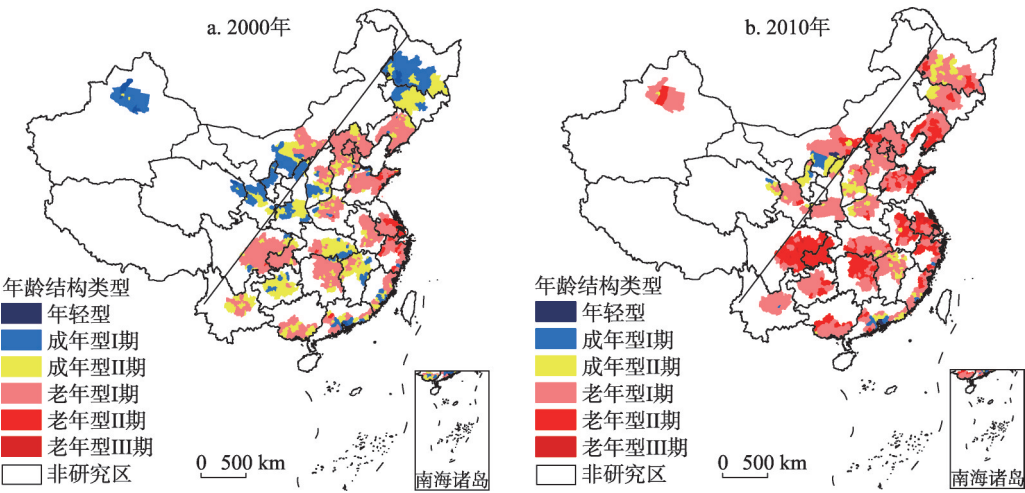 a. 2000年
年龄结构类型
年轻型
成年型I期
成年型II期
老年型I期
老年型II期
老年型III期
非研究区
0 500 km
南海诸岛
b. 2010年
年龄结构类型
年轻型
成年型I期
成年型II期
老年型I期
老年型II期
老年型III期
非研究区
0 500 km
南海诸岛